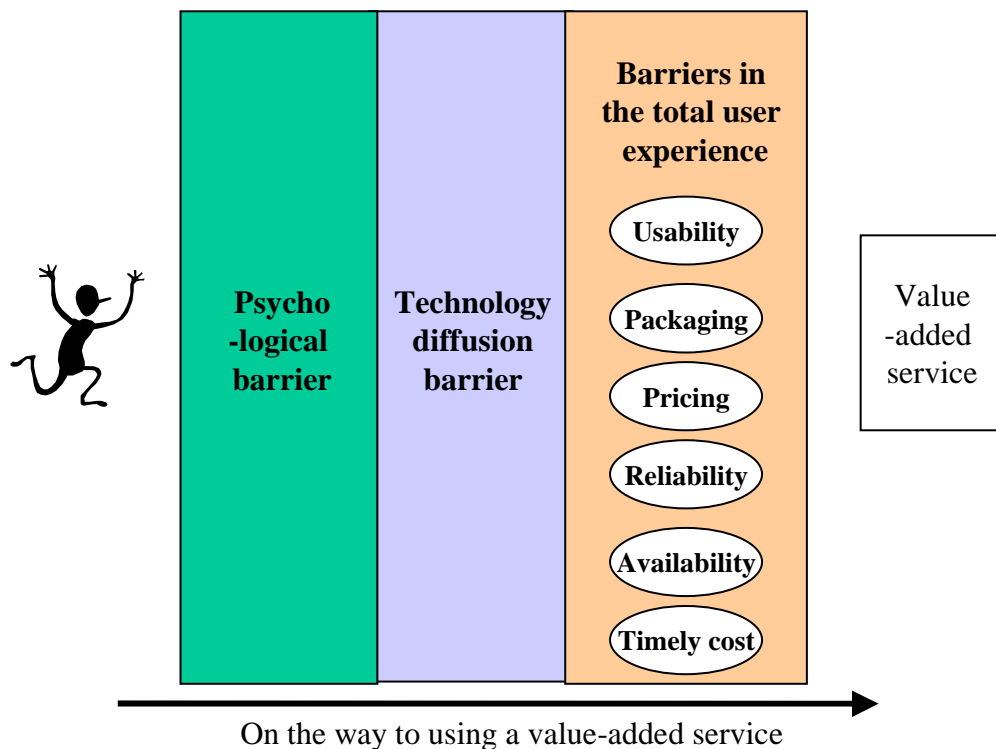 Psycho
-logical
barrier
Technology
diffusion
barrier
Barriers in
the total user
experience
Usability
Packaging
Pricing
Reliability
Availability
Timely cost
Value
-added
service
On the way to using a value-added service